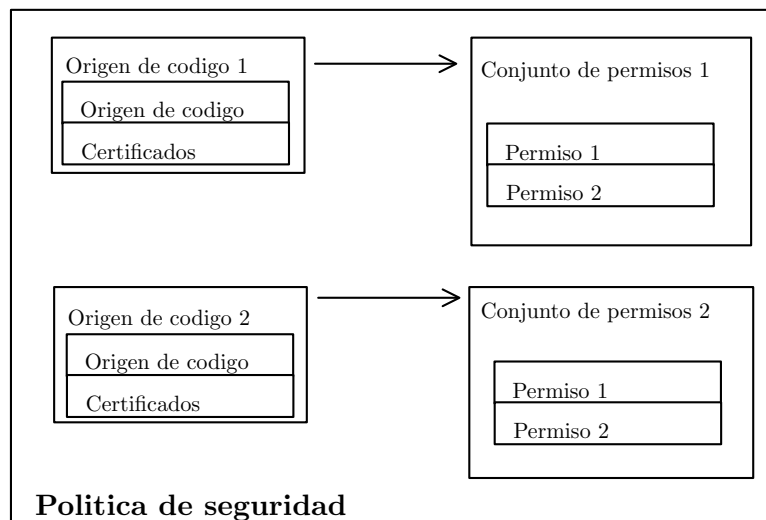 Origen de codigo 1
Origen de codigo
Certificados
Conjunto de permisos 1
Permiso 1
Permiso 2
Origen de codigo 2
Origen de codigo
Certificados
Conjunto de permisos 2
Permiso 1
Permiso 2
Politica de seguridad